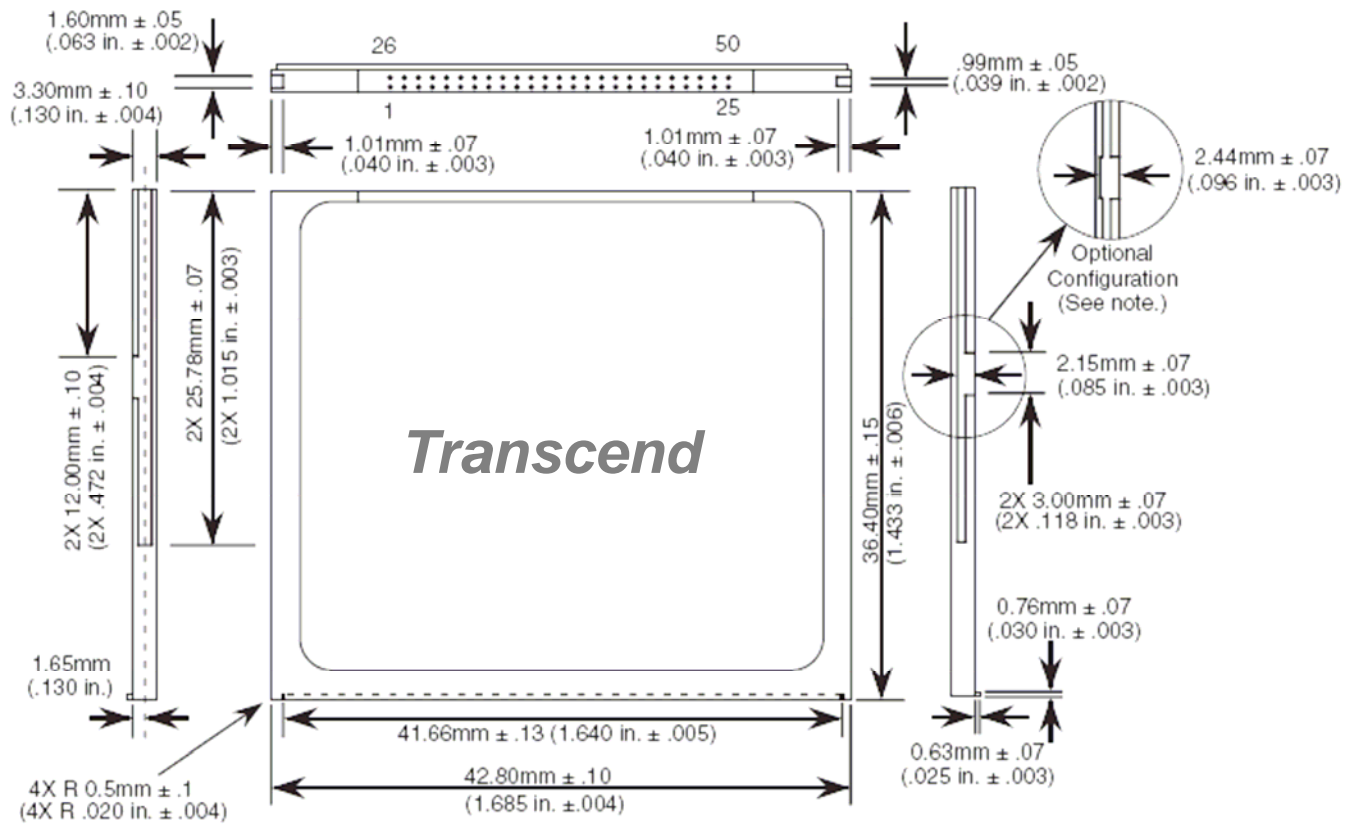 1.60mm ± .05
(.063 in. ± .002)
26
50
.99mm ± .05
(.039 in. ± .002)
3.30mm ± .10
(.130 in. ± .004)
1
25
1.01mm ± .07
(.040 in. ± .003)
1.01mm ± .07
(.040 in. ± .003)
2.44mm ± .07
(.096 in. ± .003)
Optional
Configuration
(See note.)
2X 12.00mm ± .10
(2X .472 in. ± .004)
2X 25.78mm ± .07
(2X 1.015 in. ± .003)
Transcend
36.40mm ± .15
(1.433 in. ± .006)
2.15mm ± .07
(.085 in. ± .003)
2X 3.00mm ± .07
(2X .118 in. ± .003)
0.76mm ± .07
(.030 in. ± .003)
1.65mm
(.130 in.)
41.66mm ± .13 (1.640 in. ± .005)
0.63mm ± .07
(.025 in. ± .003)
42.80mm ± .10
(1.685 in. ±.004)
4X R 0.5mm ± .1
(4X R .020 in. ± .004)